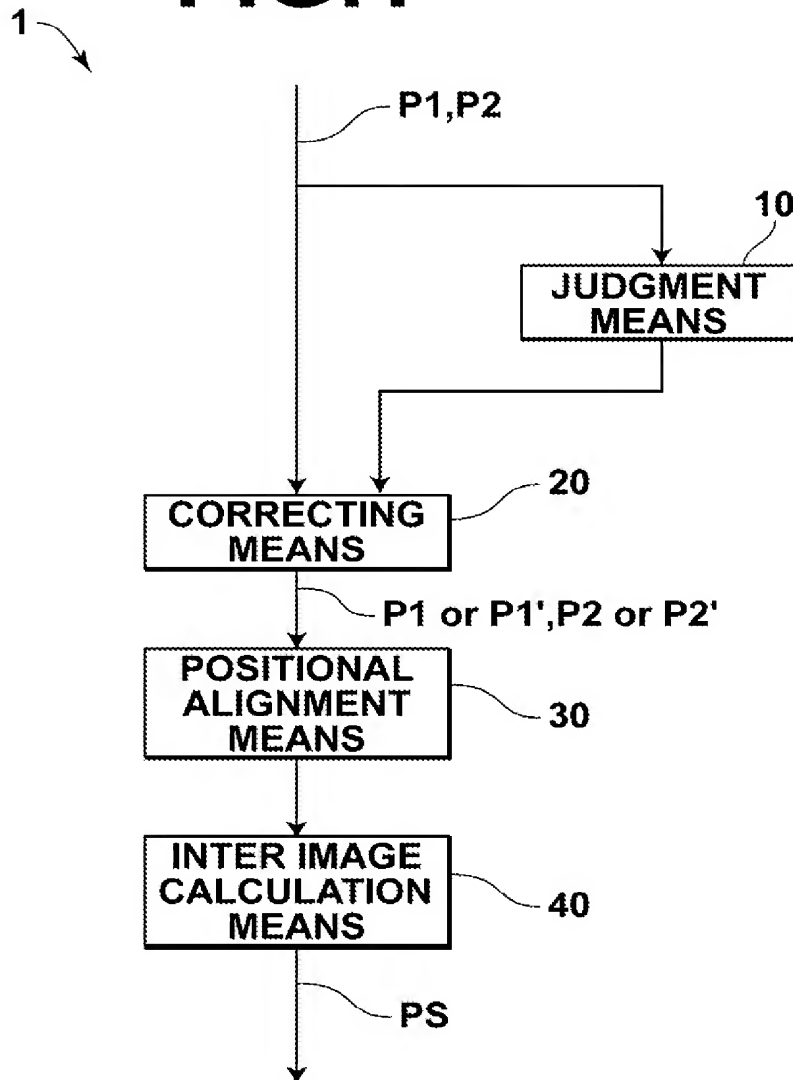 1
P1,P2
10
JUDGMENT
MEANS
20
CORRECTING
MEANS
P1 or P1',P2 or P2'
POSITIONAL
ALIGNMENT
MEANS
30
INTER IMAGE
CALCULATION
MEANS
40
PS